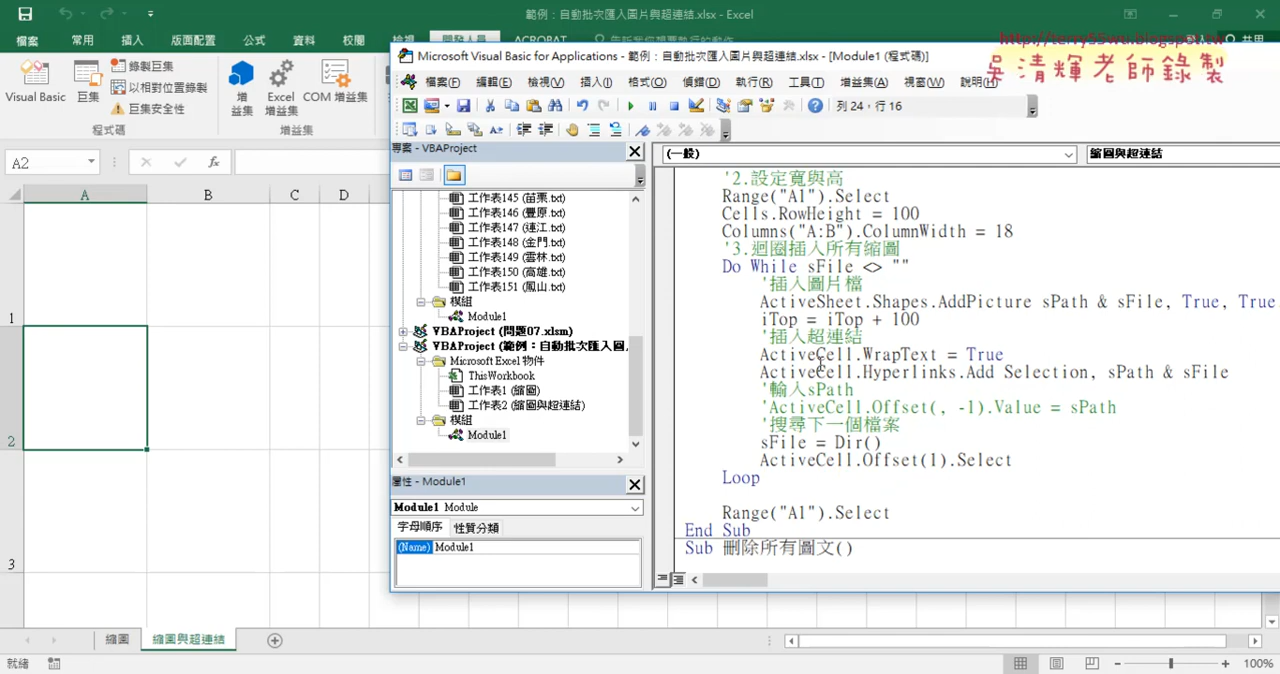 範例：自動批次匯入圖片與超連結.xlsx - Excel
http://terry55wu.blogspot.tw
吳清輝老師錄製
檔案 常用 插入 版面配置 公式 資料 校閱 檢視 開發人員 ACROBAT 告訴我您想要執行的動作 共用
Microsoft Visual Basic for Applications - 範例：自動批次匯入圖片與超連結.xlsx - [Module1 (程式碼)]
檔案(F) 編輯(E) 檢視(V) 插入(I) 格式(O) 偵錯(D) 執行(R) 工具(T) 增益集(A) 視窗(W) 說明(H)
錄製巨集
以相對位置錄製
巨集安全性
Visual Basic 巨集 增益集 Excel 增益集 COM 增益集
程式碼 增益集
列 24，行 16
A2
fx
專案 - VBAProject
(一般) 縮圖與超連結
A B C D
1
2
3
工作表145 (苗栗.txt)
工作表146 (豐原.txt)
工作表147 (連江.txt)
工作表148 (金門.txt)
工作表149 (雲林.txt)
工作表150 (高雄.txt)
工作表151 (鳳山.txt)
模組
Module1
VBAProject (問題07.xlsm)
VBAProject (範例：自動批次匯入圖
Microsoft Excel 物件
ThisWorkbook
工作表1 (縮圖)
工作表2 (縮圖與超連結)
模組
Module1
屬性 - Module1
Module1 Module
字母順序 性質分類
(Name) Module1
'2.設定寬與高
Range("A1").Select
Cells.RowHeight = 100
Columns("A:B").ColumnWidth = 18
'3.迴圈插入所有縮圖
Do While sFile <> ""
'插入圖片檔
ActiveSheet.Shapes.AddPicture sPath & sFile, True, True
iTop = iTop + 100
'插入超連結
ActiveCell.WrapText = True
ActiveCell.Hyperlinks.Add Selection, sPath & sFile
'輸入sPath
'ActiveCell.Offset(, -1).Value = sPath
'搜尋下一個檔案
sFile = Dir()
ActiveCell.Offset(1).Select
Loop
Range("A1").Select
End Sub
Sub 刪除所有圖文()
縮圖 縮圖與超連結
就緒
100%